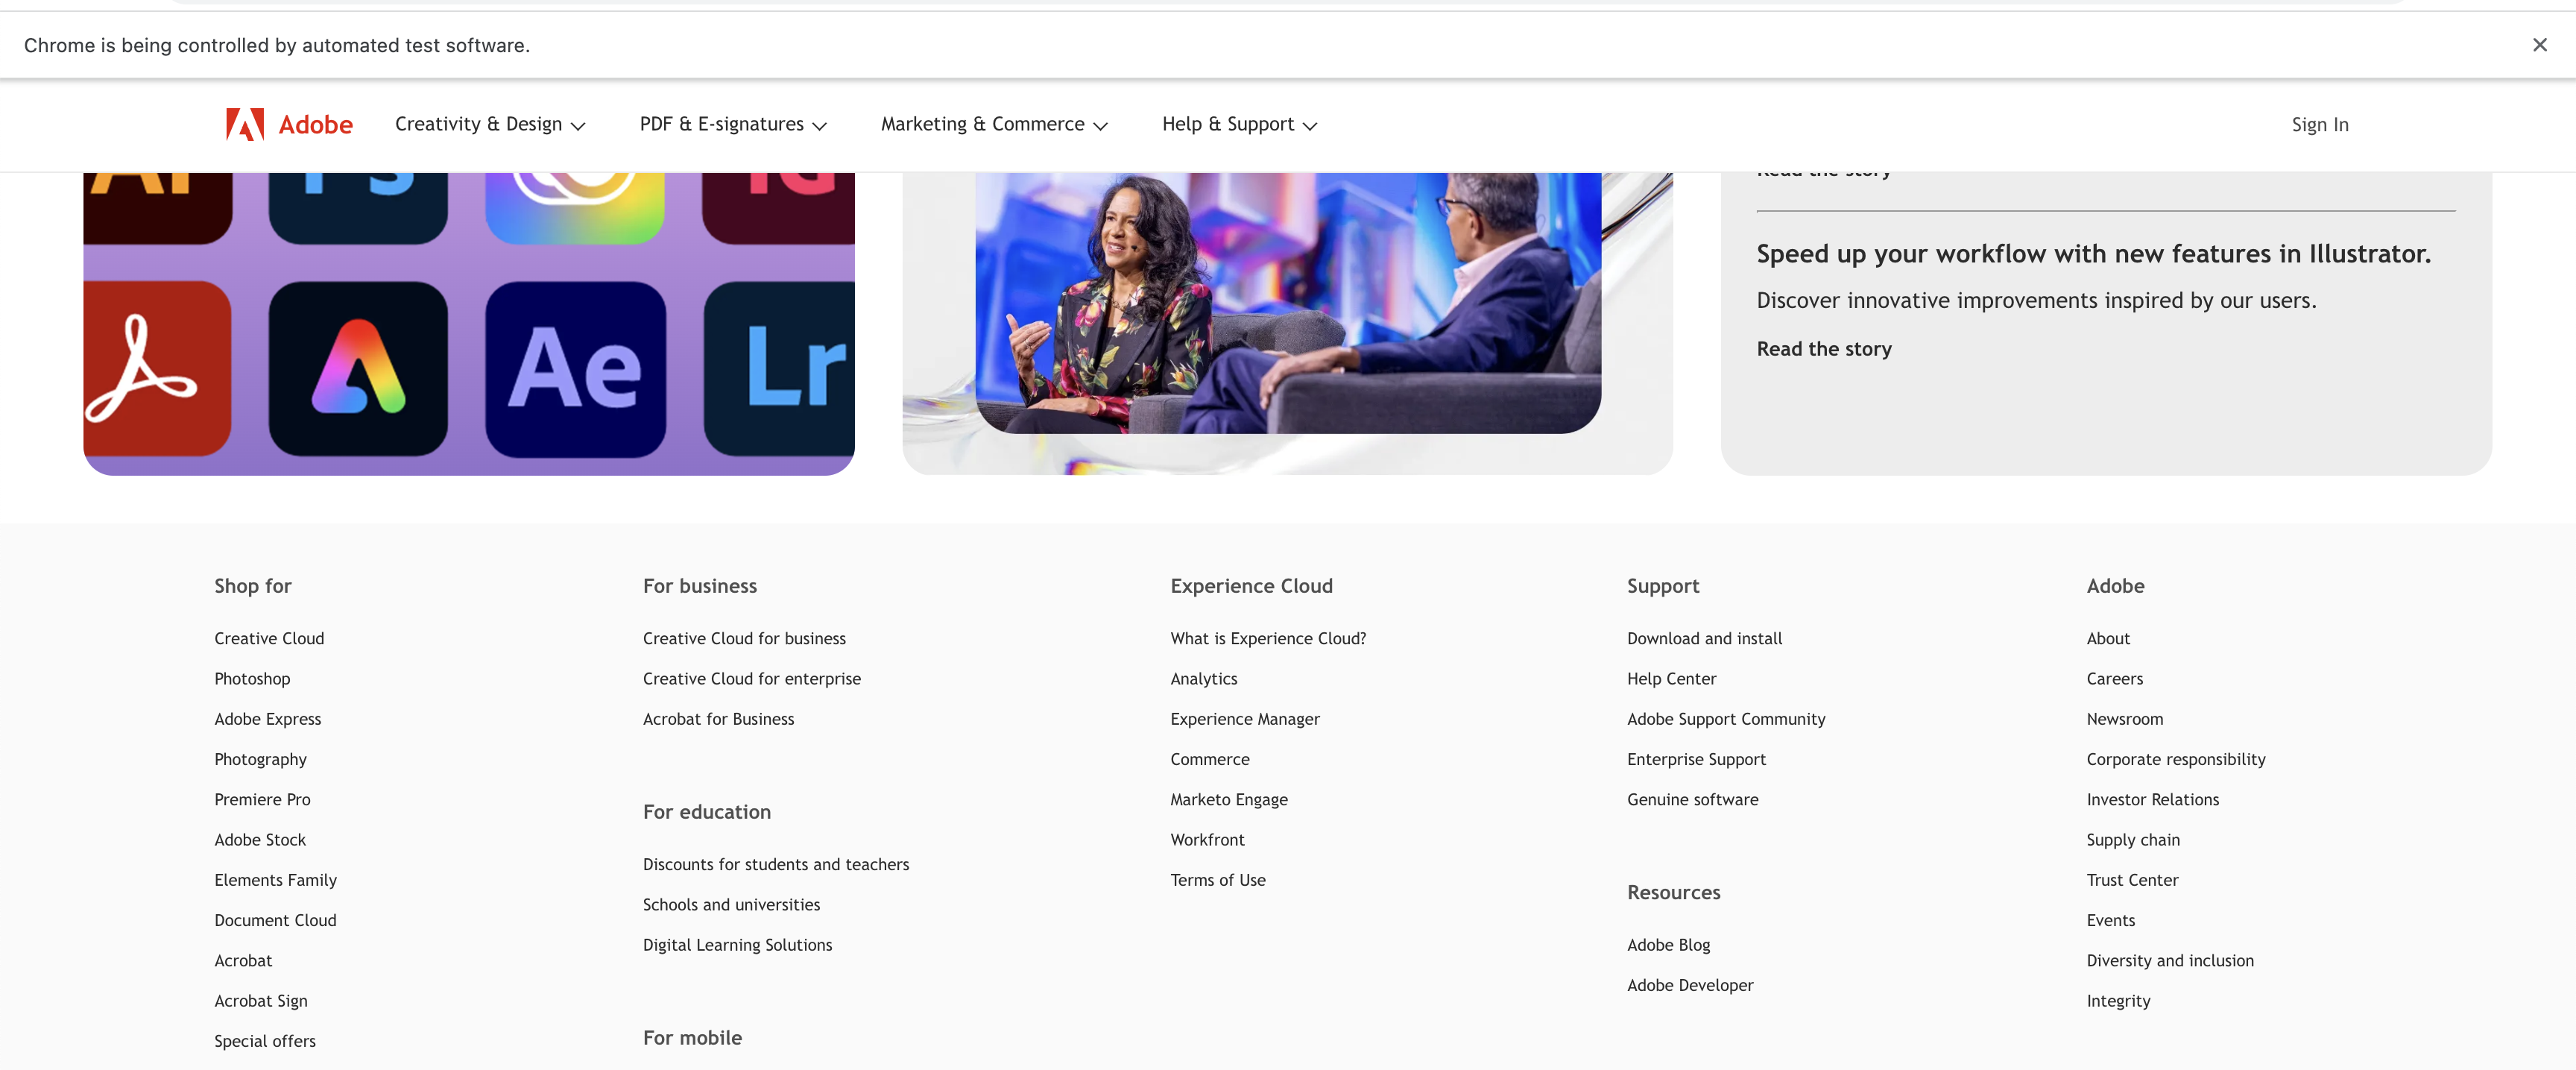 Chrome is being controlled by automated test software.
Adobe
Creativity & Design
PDF & E-signatures
Marketing & Commerce
Help & Support
Sign In
Ps
Ae
Lr
Read the story
Speed up your workflow with new features in Illustrator.
Discover innovative improvements inspired by our users.
Read the story
Shop for
Creative Cloud
Photoshop
Adobe Express
Photography
Premiere Pro
Adobe Stock
Elements Family
Document Cloud
Acrobat
Acrobat Sign
Special offers
For business
Creative Cloud for business
Creative Cloud for enterprise
Acrobat for Business
For education
Discounts for students and teachers
Schools and universities
Digital Learning Solutions
For mobile
Experience Cloud
What is Experience Cloud?
Analytics
Experience Manager
Commerce
Marketo Engage
Workfront
Terms of Use
Support
Download and install
Help Center
Adobe Support Community
Enterprise Support
Genuine software
Resources
Adobe Blog
Adobe Developer
Adobe
About
Careers
Newsroom
Corporate responsibility
Investor Relations
Supply chain
Trust Center
Events
Diversity and inclusion
Integrity